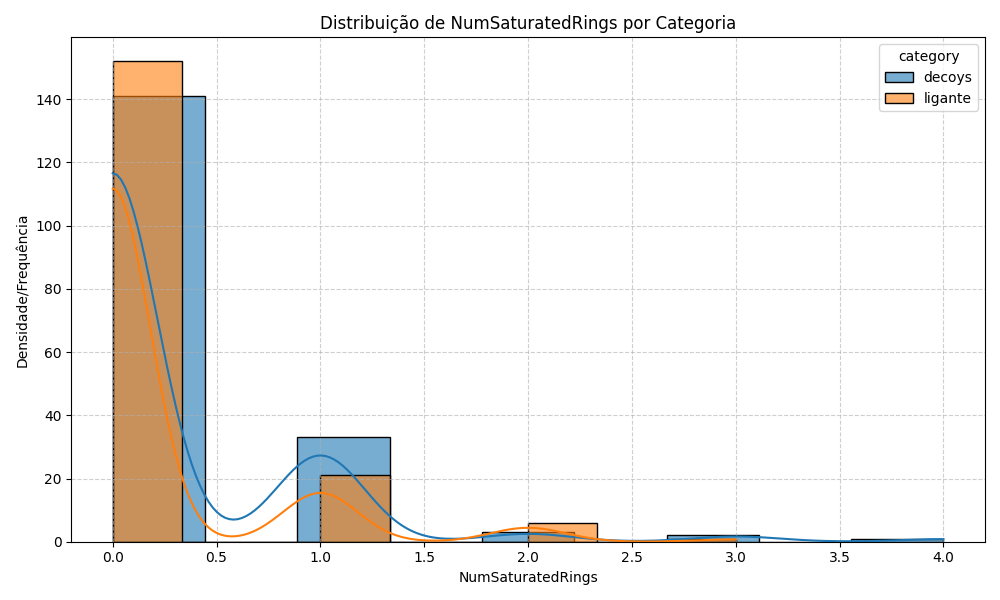 Distribuição de NumSaturatedRings por Categoria
category
decoys
ligante
Densidade/Frequência
140
120
100
80
60
40
20
0
0.0 0.5 1.0 1.5 2.0 2.5 3.0 3.5 4.0
NumSaturatedRings